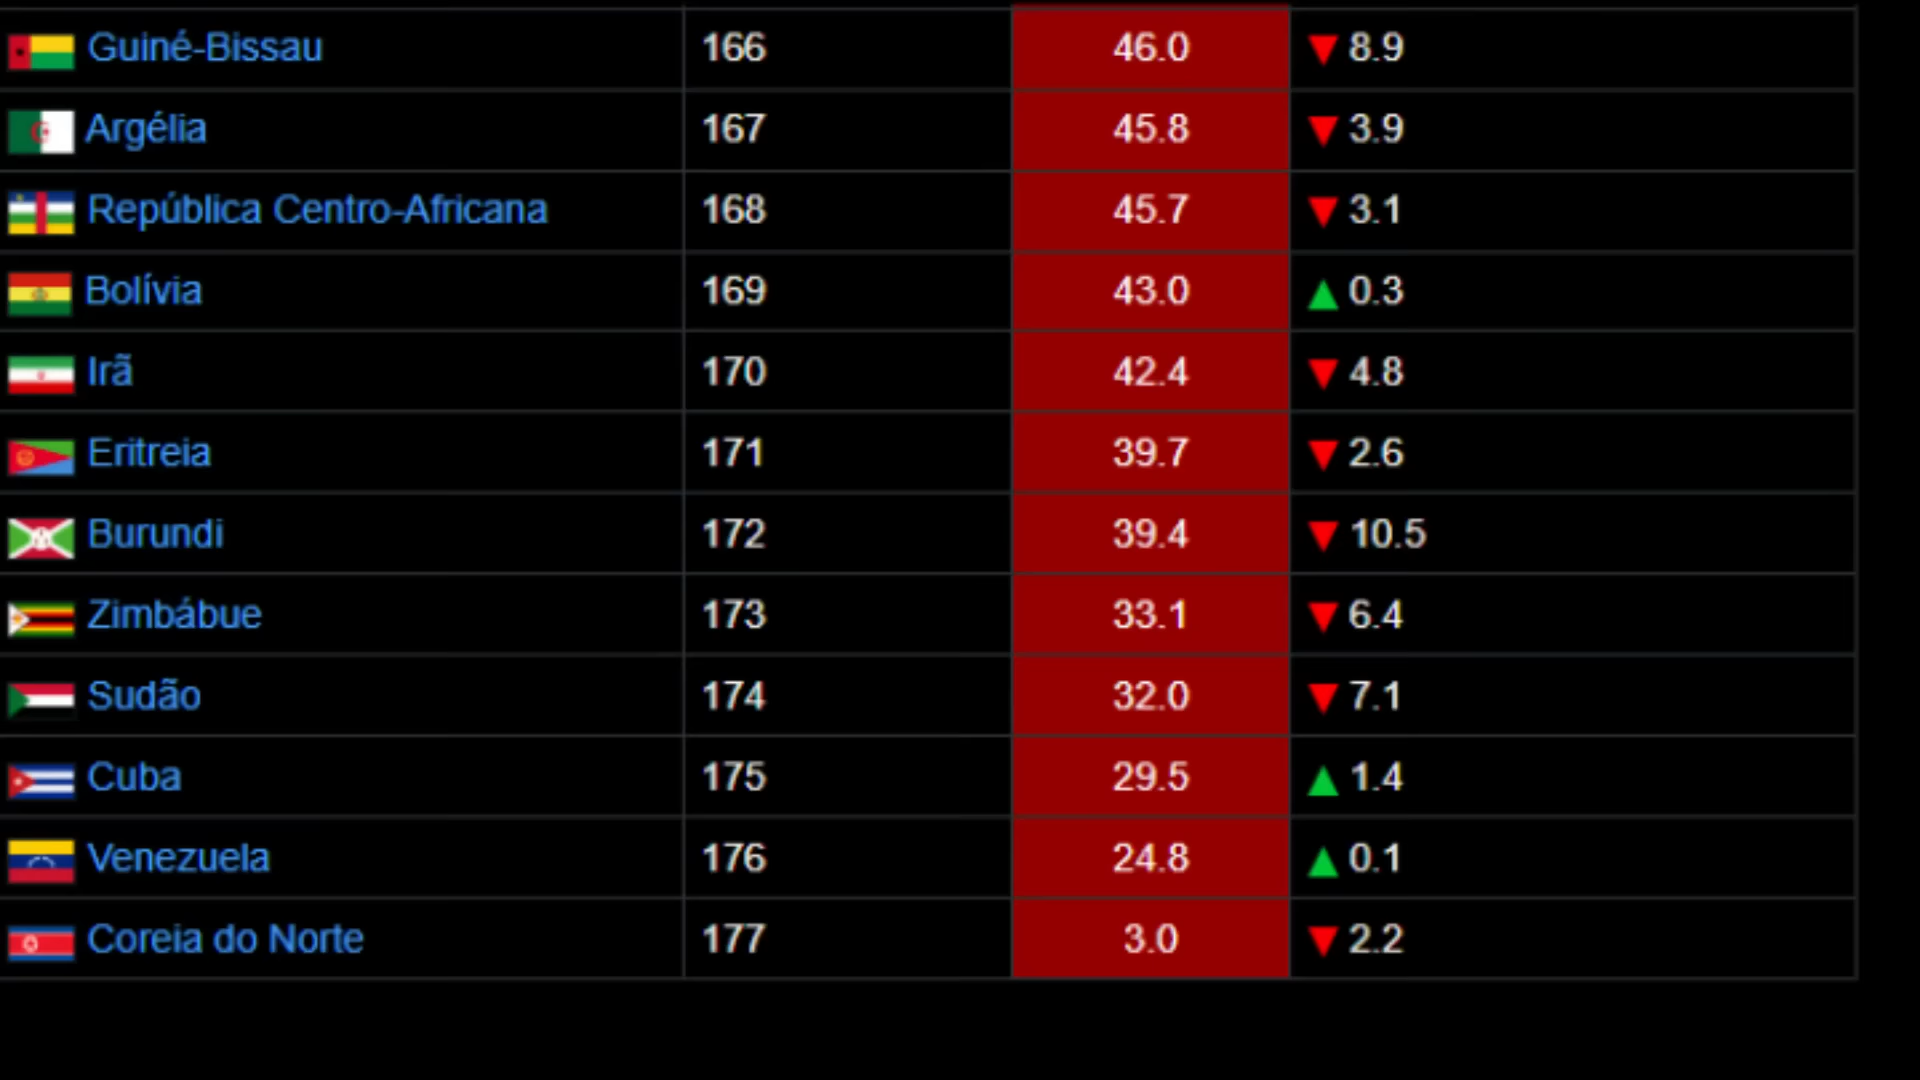 Guiné-Bissau 166 46.0 ▼ 8.9
Argélia 167 45.8 ▼ 3.9
República Centro-Africana 168 45.7 ▼ 3.1
Bolívia 169 43.0 ▲ 0.3
Irã 170 42.4 ▼ 4.8
Eritreia 171 39.7 ▼ 2.6
Burundi 172 39.4 ▼ 10.5
Zimbábue 173 33.1 ▼ 6.4
Sudão 174 32.0 ▼ 7.1
Cuba 175 29.5 ▲ 1.4
Venezuela 176 24.8 ▲ 0.1
Coreia do Norte 177 3.0 ▼ 2.2